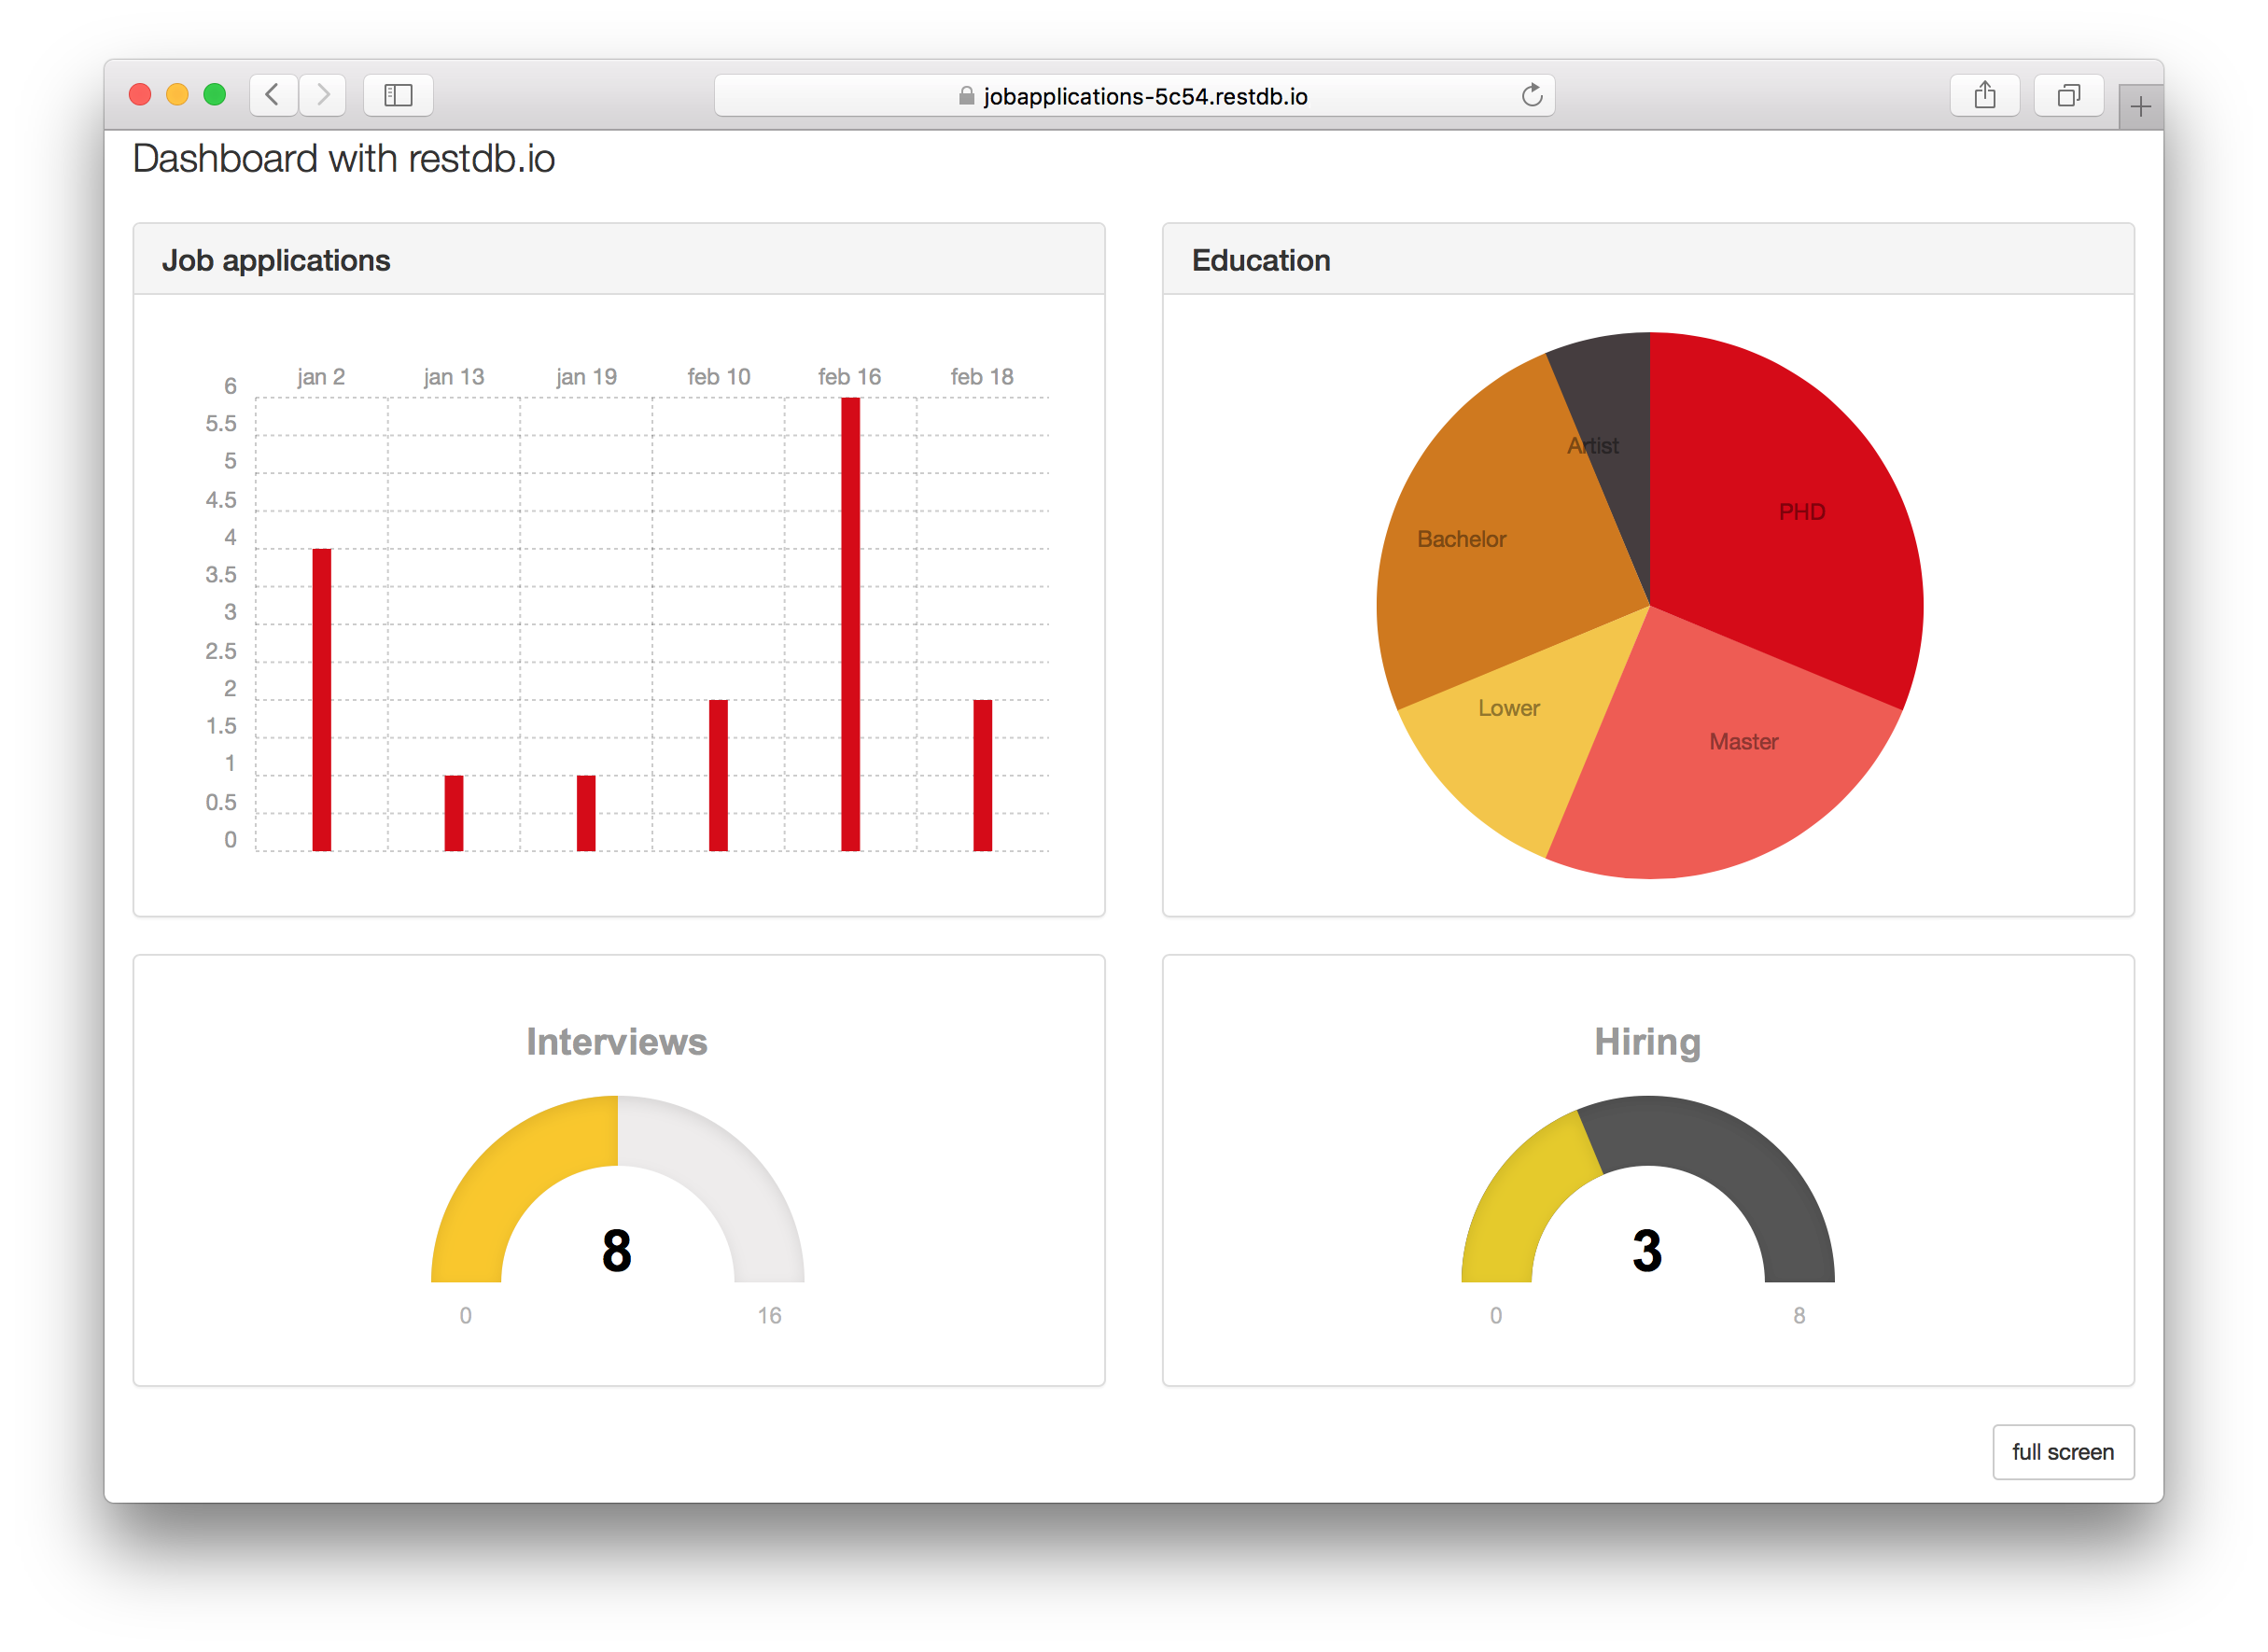 jobapplications-5c54.restdb.io
Dashboard with restdb.io
Job applications
jan 2 jan 13 jan 19 feb 10 feb 16 feb 18
6
5.5
5
4.5
4
3.5
3
2.5
2
1.5
1
0.5
0
Education
Artist
PHD
Bachelor
Lower
Master
Interviews
8
0 16
Hiring
3
0 8
full screen